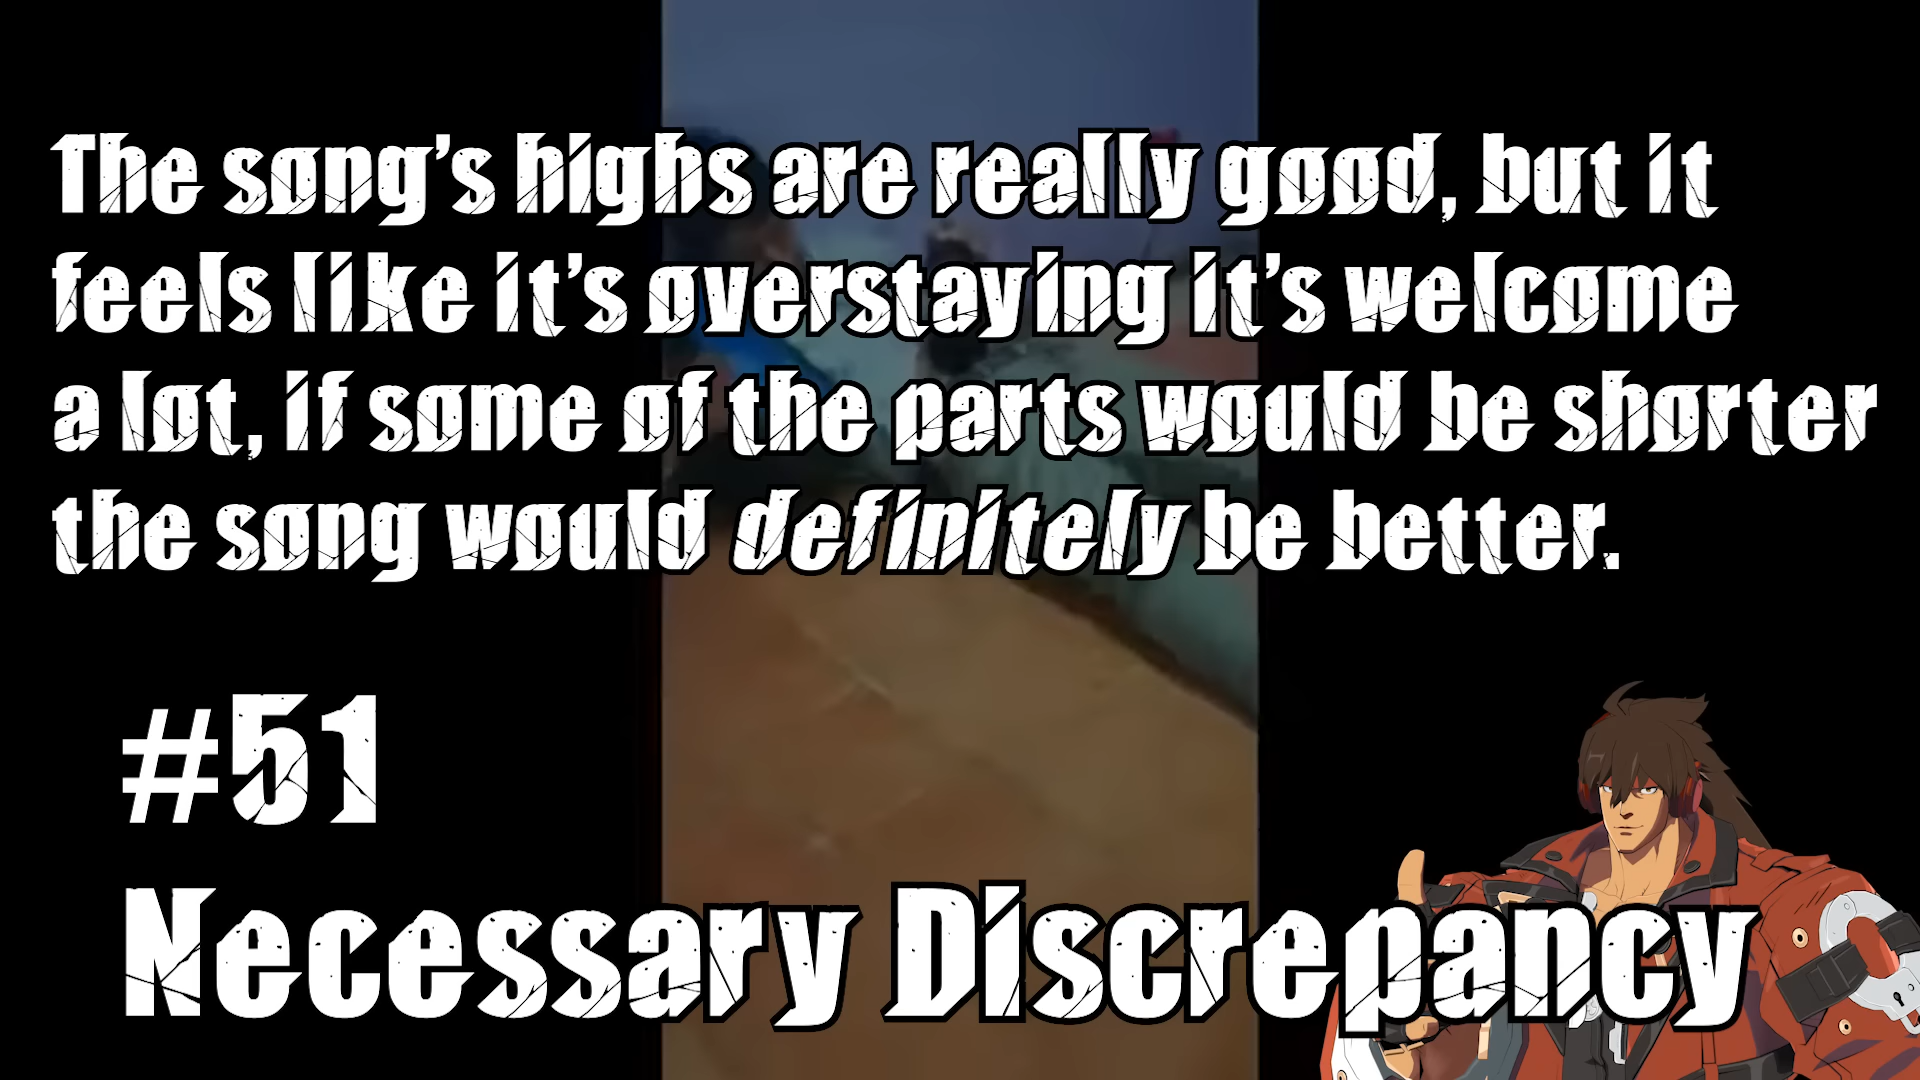 The song's highs are really good, but it
feels like it's overstaying it's welcome
a lot, if some of the parts would be shorter
the song would definitely be better.
#51
Necessary Discrepancy